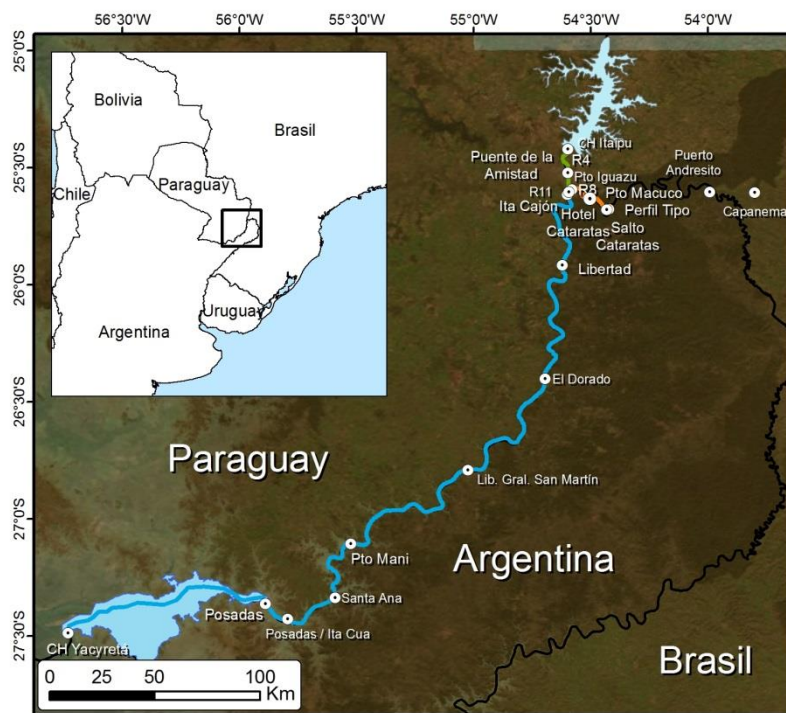 56°30'W
56°0'W
55°30'W
55°0'W
54°30'W
54°0'W
25°0'S
25°30'S
26°0'S
26°30'S
27°0'S
27°30'S
Bolivia
Brasil
Paraguay
Chile
Argentina
Uruguay
CH Itaipu
R4
Puente de la
Amistad
Pto Iguazu
R8
R11
Ita Cajón
Hotel
Cataratas
Pto Macuco
Perfil Tipo
Salto
Cataratas
Puerto
Andresito
Capanema
Libertad
El Dorado
Paraguay
Lib. Gral. San Martín
Pto Mani
Argentina
Santa Ana
Posadas
Posadas / Ita Cua
CH Yacyretá
Brasil
0 25 50 100
Km